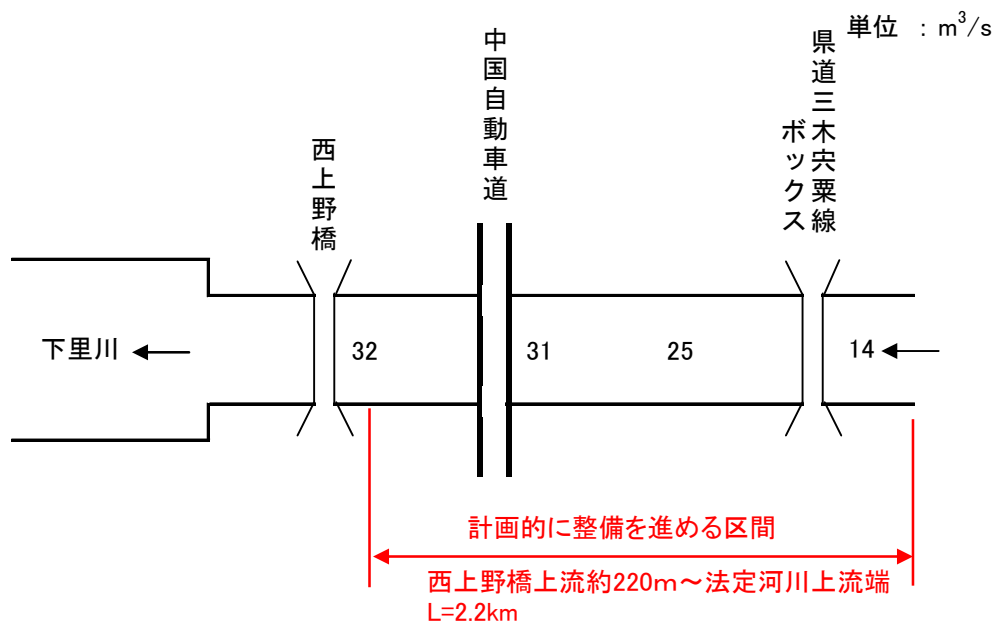 単位 : m³/s
県道三木宍粟線
ボックス
中国自動車道
西上野橋
下里川
32
31
25
14
計画的に整備を進める区間
西上野橋上流約220m~法定河川上流端
L=2.2km